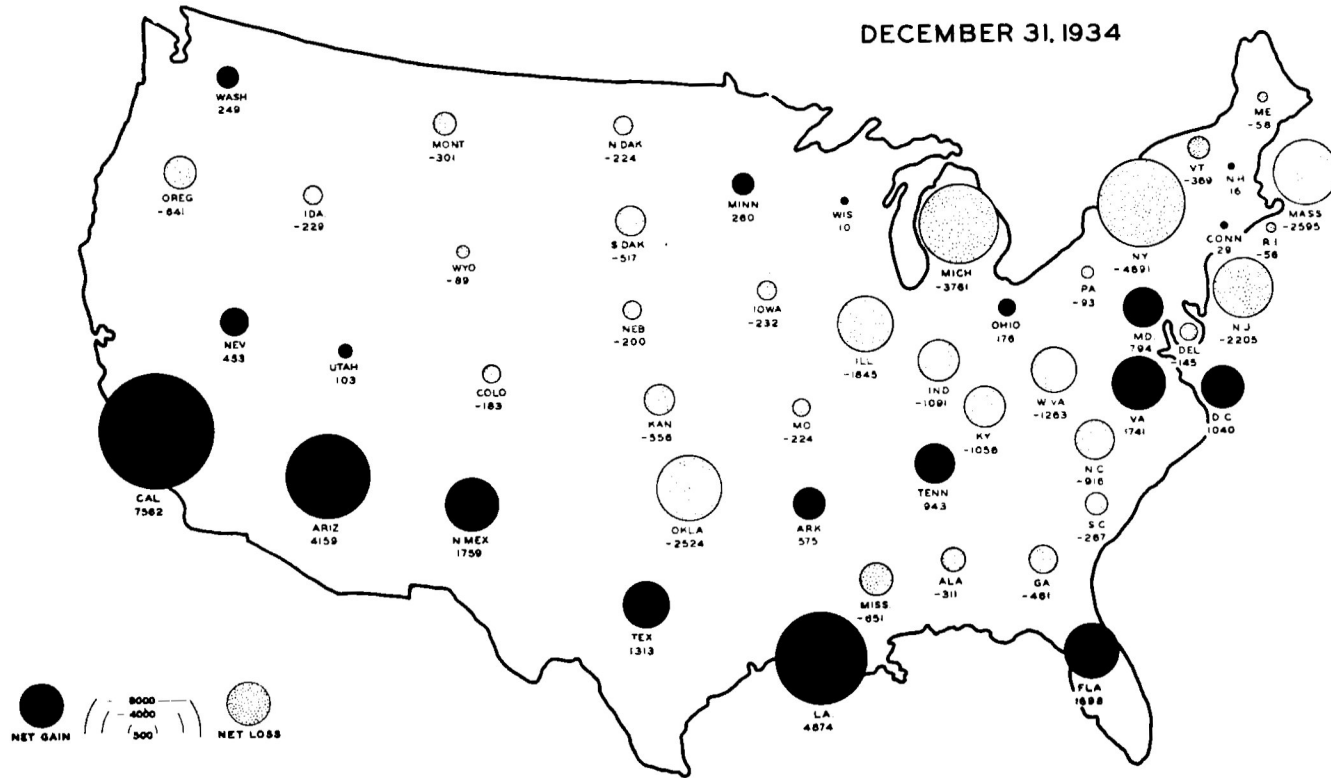 DECEMBER 31, 1934
WASH
249
MONT
-301
N DAK
-224
ME
-58
VT
-369
N H
16
OREG
-641
IDA.
-229
MINN
260
WIS
10
MASS
-2595
S DAK
-517
CONN
29
R I
-56
WYO
-89
NY
-4691
MICH
-3761
PA
-93
IOWA
-232
NEB
-200
OHIO
176
N J
-2205
NEV
453
MD.
794
DEL
-145
UTAH
103
ILL
-1845
COLO
-183
IND
-1091
W VA
-1263
KAN
-556
MO
-224
VA
1741
D C
1040
KY
-1056
N C
-916
CAL
7562
ARIZ
4159
N MEX
1759
OKLA
-2524
ARK
575
TENN
943
S C
-267
ALA
-311
GA
-461
MISS.
-651
TEX
1313
LA.
4874
FLA
1698
NET GAIN
8000
4000
500
NET LOSS